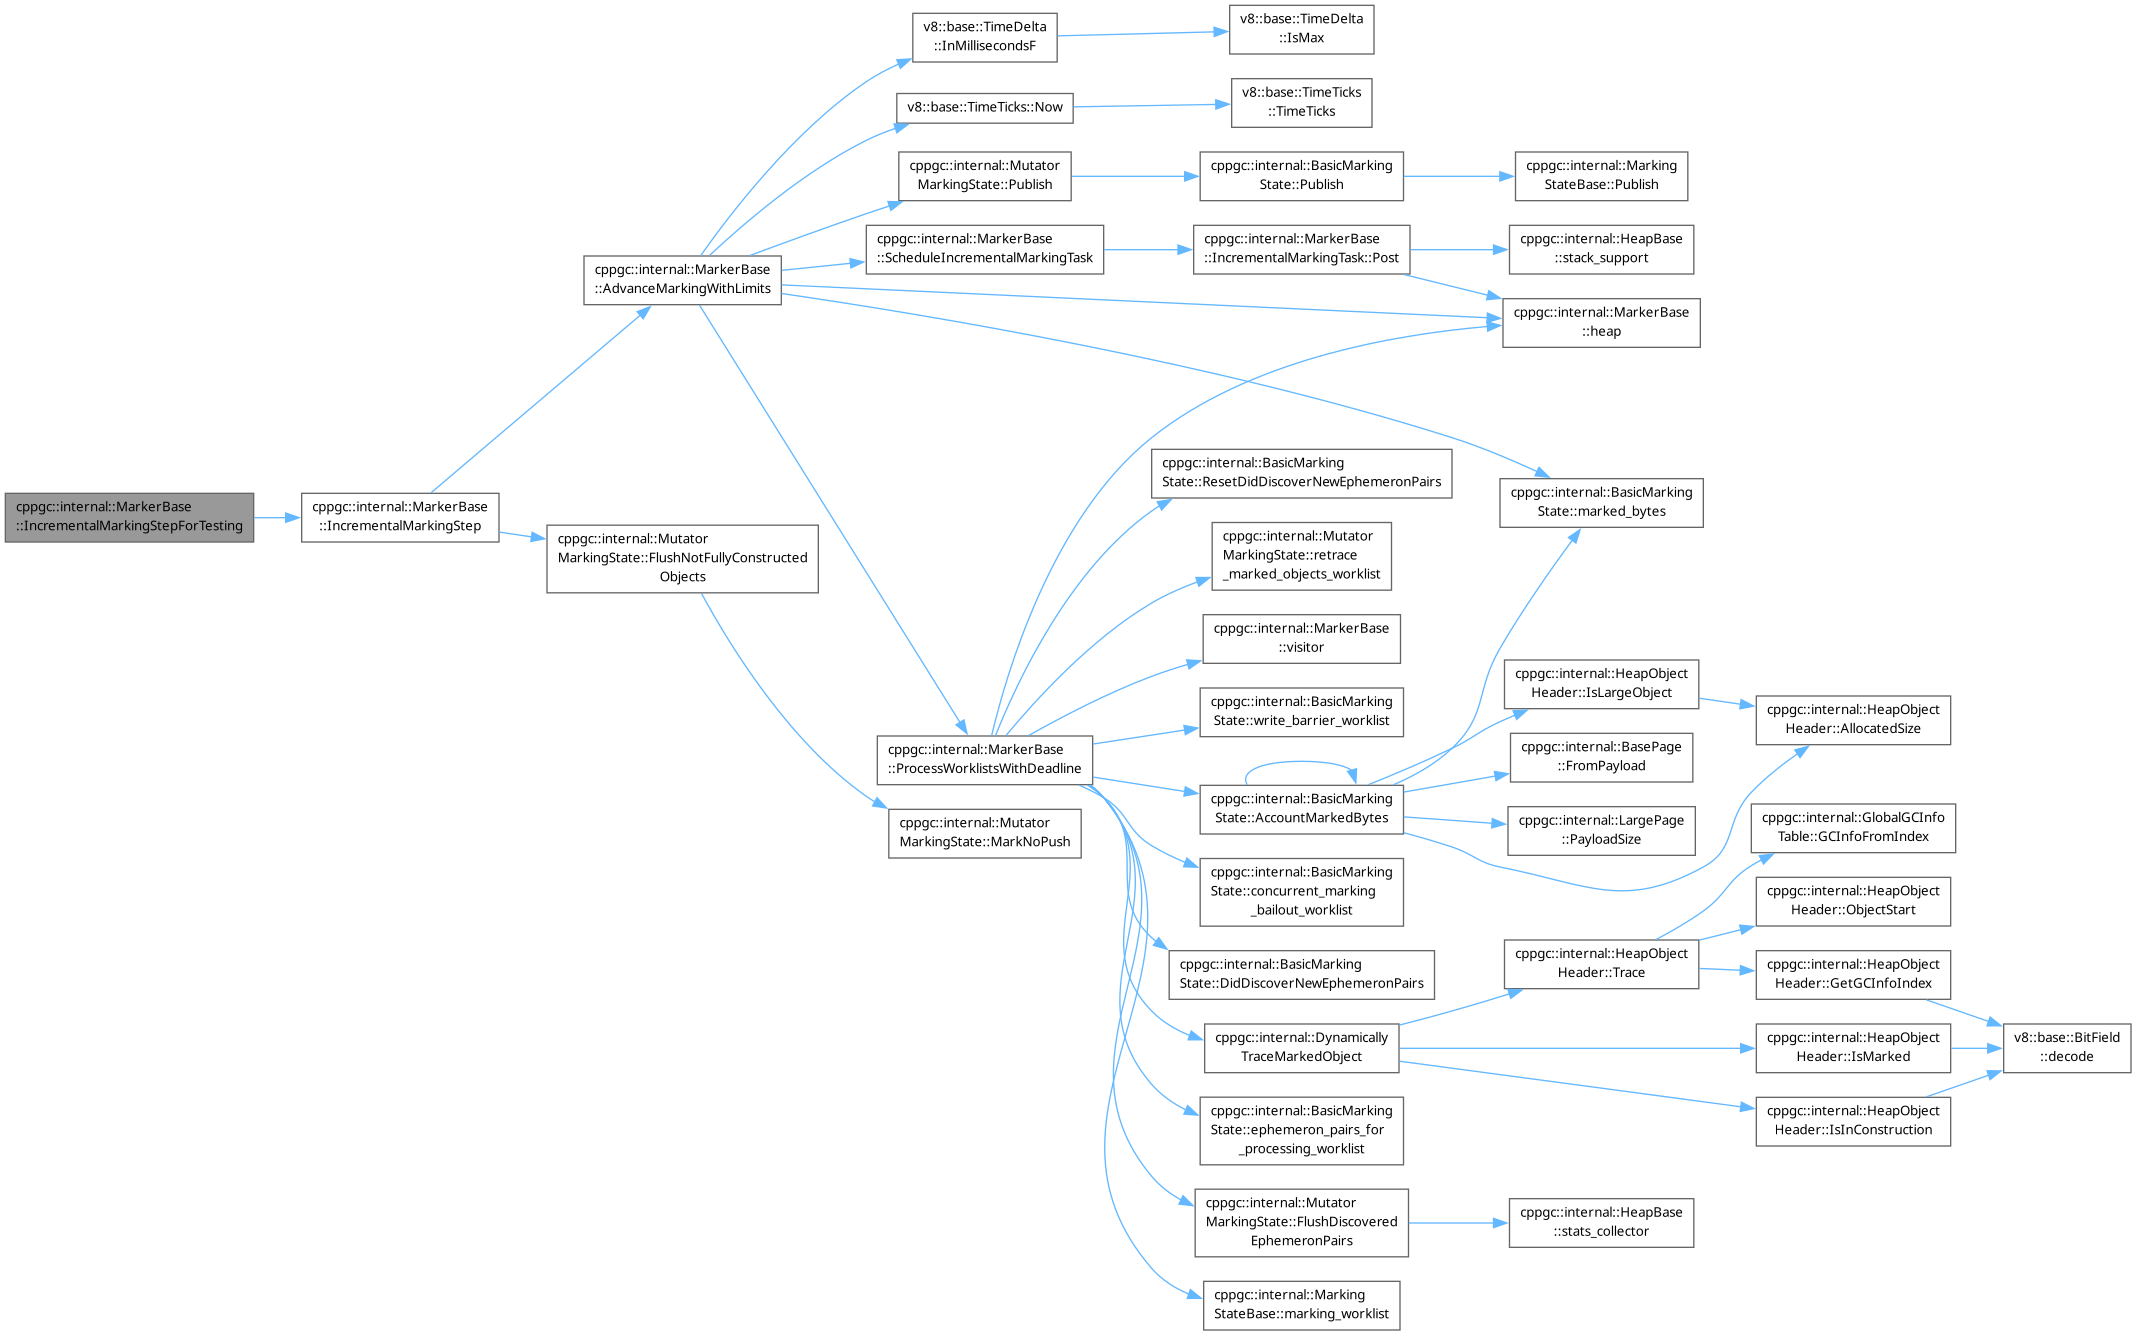 cppgc::internal::MarkerBase
::IncrementalMarkingStepForTesting
cppgc::internal::MarkerBase
::IncrementalMarkingStep
cppgc::internal::MarkerBase
::AdvanceMarkingWithLimits
cppgc::internal::Mutator
MarkingState::FlushNotFullyConstructed
Objects
v8::base::TimeDelta
::InMillisecondsF
v8::base::TimeTicks::Now
cppgc::internal::Mutator
MarkingState::Publish
cppgc::internal::MarkerBase
::ScheduleIncrementalMarkingTask
cppgc::internal::MarkerBase
::ProcessWorklistsWithDeadline
cppgc::internal::Mutator
MarkingState::MarkNoPush
v8::base::TimeDelta
::IsMax
v8::base::TimeTicks
::TimeTicks
cppgc::internal::BasicMarking
State::Publish
cppgc::internal::MarkerBase
::IncrementalMarkingTask::Post
cppgc::internal::BasicMarking
State::ResetDidDiscoverNewEphemeronPairs
cppgc::internal::Mutator
MarkingState::retrace
_marked_objects_worklist
cppgc::internal::MarkerBase
::visitor
cppgc::internal::BasicMarking
State::write_barrier_worklist
cppgc::internal::BasicMarking
State::AccountMarkedBytes
cppgc::internal::BasicMarking
State::concurrent_marking
_bailout_worklist
cppgc::internal::BasicMarking
State::DidDiscoverNewEphemeronPairs
cppgc::internal::Dynamically
TraceMarkedObject
cppgc::internal::BasicMarking
State::ephemeron_pairs_for
_processing_worklist
cppgc::internal::Mutator
MarkingState::FlushDiscovered
EphemeronPairs
cppgc::internal::Marking
StateBase::marking_worklist
cppgc::internal::Marking
StateBase::Publish
cppgc::internal::HeapBase
::stack_support
cppgc::internal::MarkerBase
::heap
cppgc::internal::BasicMarking
State::marked_bytes
cppgc::internal::HeapObject
Header::IsLargeObject
cppgc::internal::BasePage
::FromPayload
cppgc::internal::LargePage
::PayloadSize
cppgc::internal::HeapObject
Header::Trace
cppgc::internal::HeapBase
::stats_collector
cppgc::internal::HeapObject
Header::AllocatedSize
cppgc::internal::GlobalGCInfo
Table::GCInfoFromIndex
cppgc::internal::HeapObject
Header::ObjectStart
cppgc::internal::HeapObject
Header::GetGCInfoIndex
cppgc::internal::HeapObject
Header::IsMarked
cppgc::internal::HeapObject
Header::IsInConstruction
v8::base::BitField
::decode